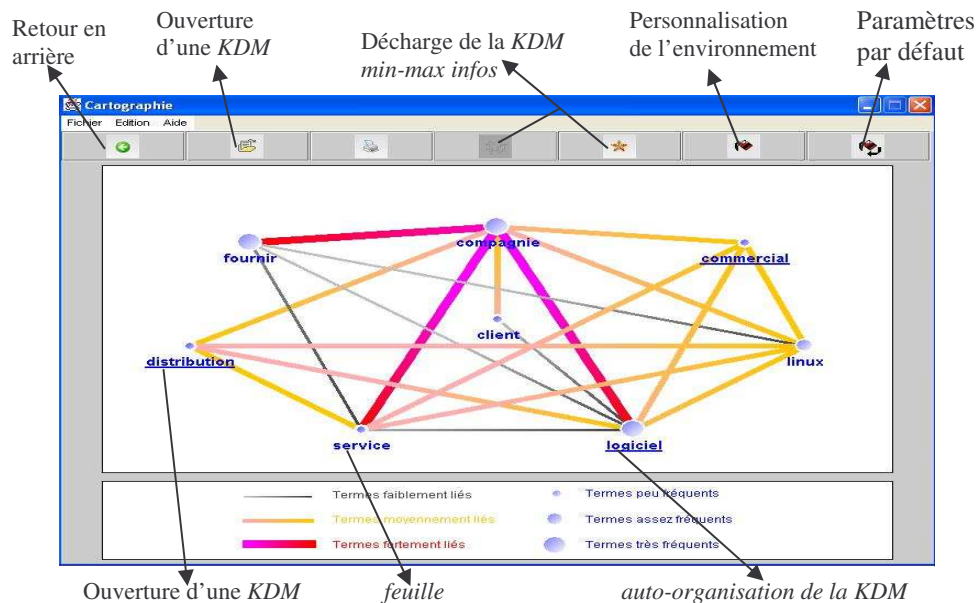 Retour en
arrière
Ouverture
d'une KDM
Décharge de la KDM
min-max infos
Personnalisation
de l'environnement
Paramètres
par défaut
Cartographie
Fichier Edition Aide
compagnie
fournir
commercial
client
distribution
linux
service
logiciel
Termes faiblement liés
Termes peu fréquents
Termes moyennement liés
Termes assez fréquents
Termes fortement liés
Termes très fréquents
Ouverture d'une KDM
feuille
auto-organisation de la KDM